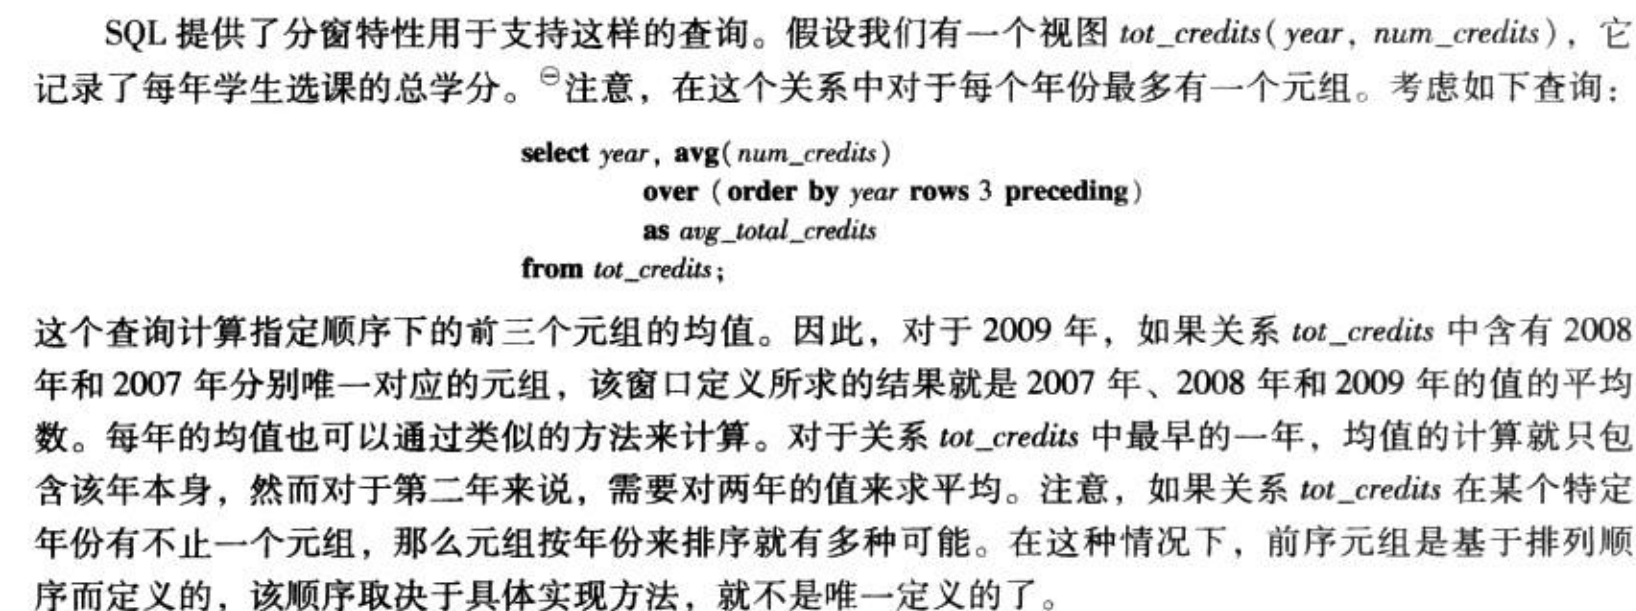 SQL 提供了分窗特性用于支持这样的查询。假设我们有一个视图 tot_credits(year, num_credits)，它
记录了每年学生选课的总学分。㊀注意，在这个关系中对于每个年份最多有一个元组。考虑如下查询：
select year, avg(num_credits)
over (order by year rows 3 preceding)
as avg_total_credits
from tot_credits;
这个查询计算指定顺序下的前三个元组的均值。因此，对于 2009 年，如果关系 tot_credits 中含有 2008
年和 2007 年分别唯一对应的元组，该窗口定义所求的结果就是 2007 年、2008 年和 2009 年的值的平均
数。每年的均值也可以通过类似的方法来计算。对于关系 tot_credits 中最早的一年，均值的计算就只包
含该年本身，然而对于第二年来说，需要对两年的值来求平均。注意，如果关系 tot_credits 在某个特定
年份有不止一个元组，那么元组按年份来排序就有多种可能。在这种情况下，前序元组是基于排列顺
序而定义的，该顺序取决于具体实现方法，就不是唯一定义的了。